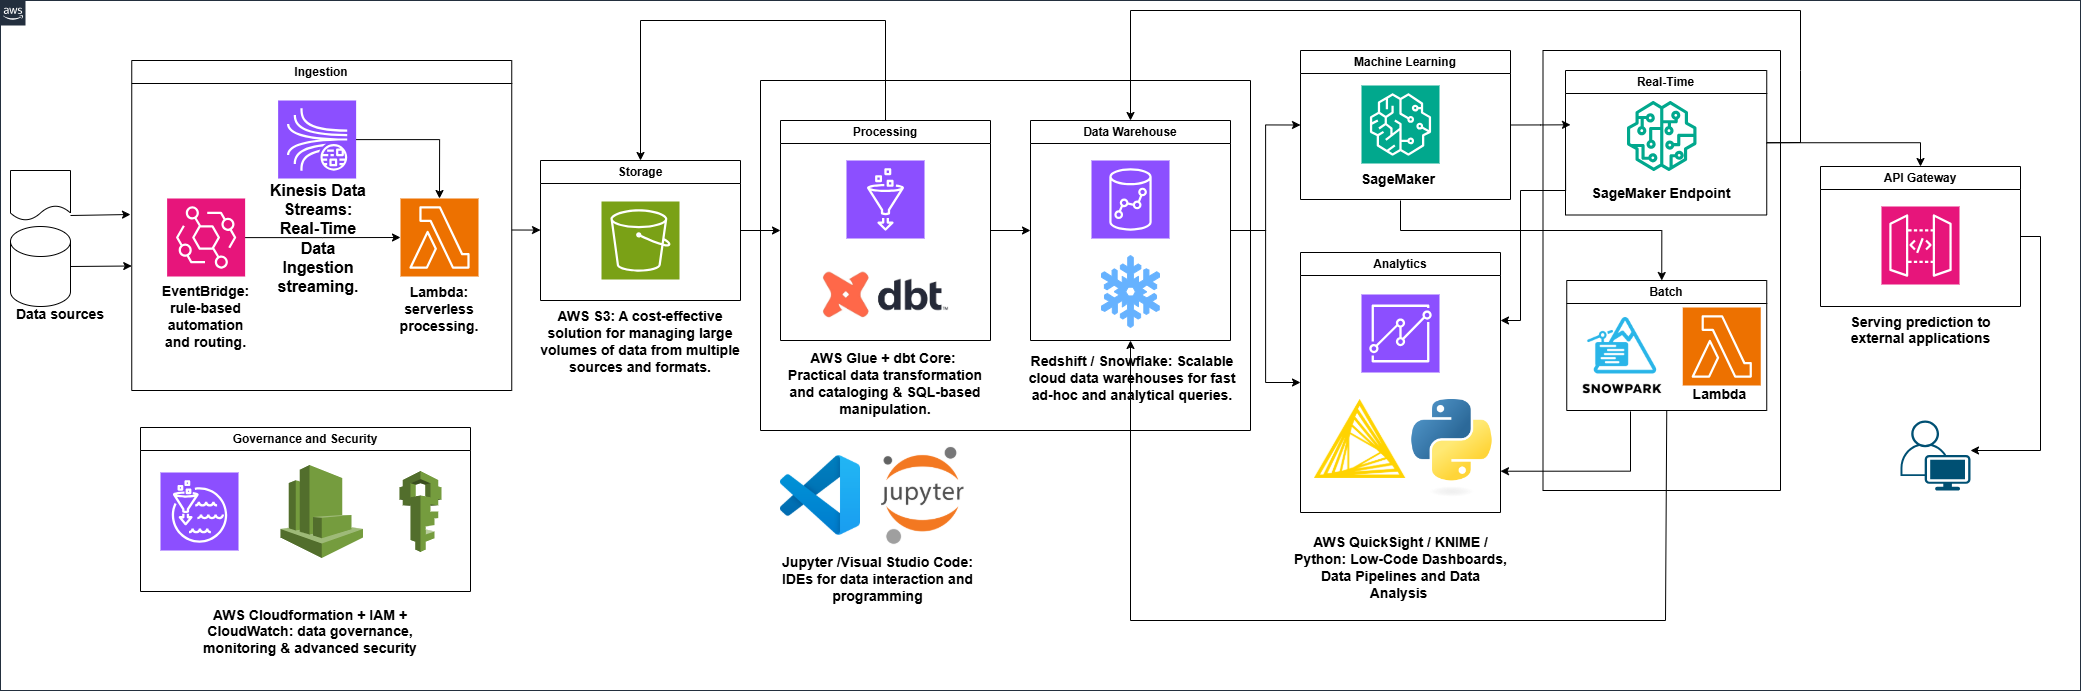 aws
Ingestion
Kinesis Data
Streams:
Real-Time
Data
Ingestion
streaming.
EventBridge:
rule-based
automation
and routing.
Lambda:
serverless
processing.
Data sources
Storage
AWS S3: A cost-effective
solution for managing large
volumes of data from multiple
sources and formats.
Processing
dbt
AWS Glue + dbt Core:
Practical data transformation
and cataloging & SQL-based
manipulation.
Data Warehouse
Redshift / Snowflake: Scalable
cloud data warehouses for fast
ad-hoc and analytical queries.
Machine Learning
SageMaker
Real-Time
SageMaker Endpoint
API Gateway
Serving prediction to
external applications
Analytics
AWS QuickSight / KNIME /
Python: Low-Code Dashboards,
Data Pipelines and Data
Analysis
Batch
SNOWPARK
Lambda
Governance and Security
AWS Cloudformation + IAM +
CloudWatch: data governance,
monitoring & advanced security
jupyter
Jupyter /Visual Studio Code:
IDEs for data interaction and
programming